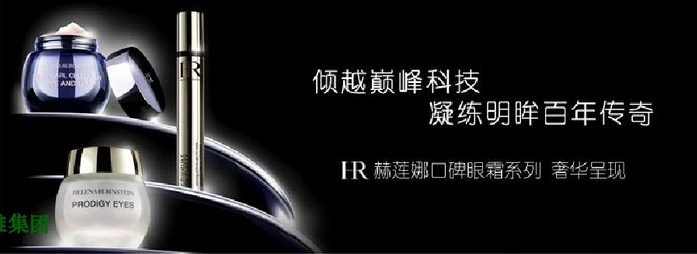 倾越巅峰科技
凝练明眸百年传奇
HR 赫莲娜口碑眼霜系列 奢华呈现
HR
HELENA RUBINSTEIN
PRODIGY EYES
集团